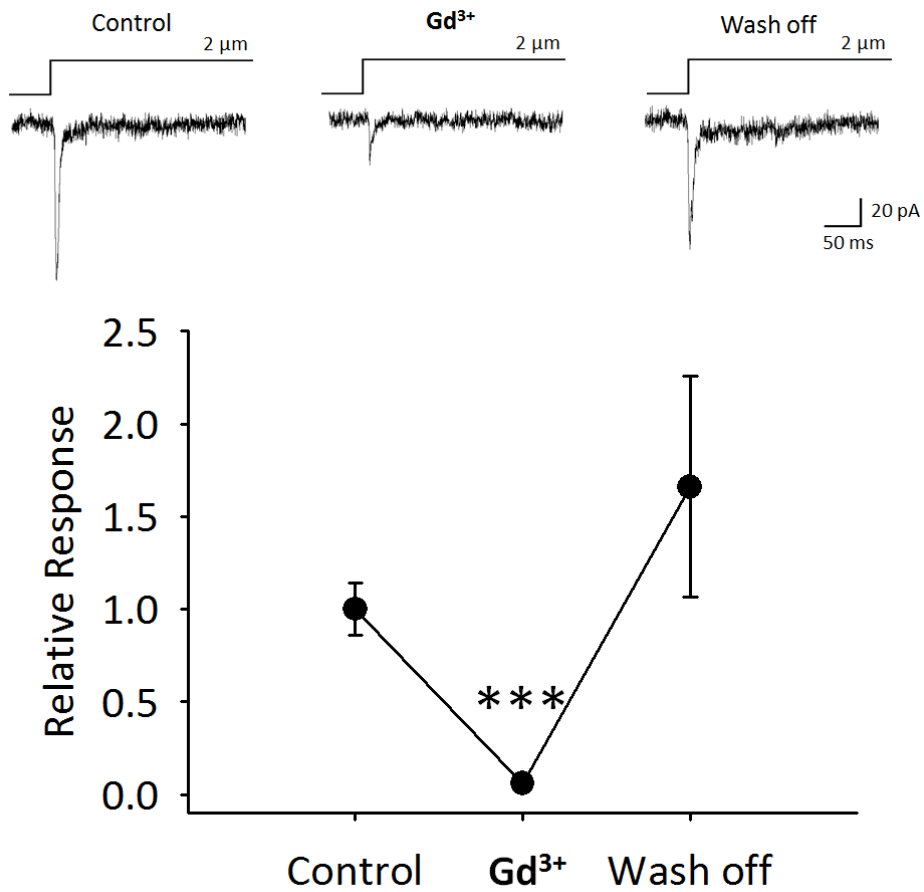 Control
Gd³⁺
Wash off
2 μm
2 μm
2 μm
20 pA
50 ms
2.5
2.0
1.5
1.0
0.5
0.0
Relative Response
***
Control
Gd³⁺
Wash off